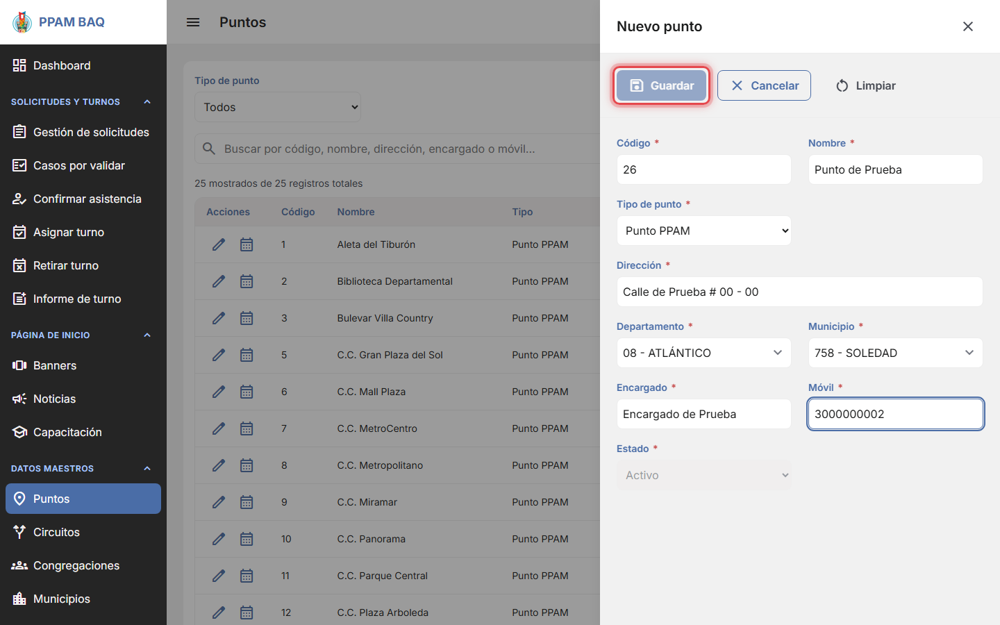 PPAM BAQ
Dashboard
SOLICITUDES Y TURNOS
Gestión de solicitudes
Casos por validar
Confirmar asistencia
Asignar turno
Retirar turno
Informe de turno
PÁGINA DE INICIO
Banners
Noticias
Capacitación
DATOS MAESTROS
Puntos
Circuitos
Congregaciones
Municipios
Puntos
Tipo de punto
Todos
Buscar por código, nombre, dirección, encargado o móvil...
25 mostrados de 25 registros totales
Acciones Código Nombre Tipo
1 Aleta del Tiburón Punto PPAM
2 Biblioteca Departamental Punto PPAM
3 Bulevar Villa Country Punto PPAM
5 C.C. Gran Plaza del Sol Punto PPAM
6 C.C. Mall Plaza Punto PPAM
7 C.C. MetroCentro Punto PPAM
8 C.C. Metropolitano Punto PPAM
9 C.C. Miramar Punto PPAM
10 C.C. Panorama Punto PPAM
11 C.C. Parque Central Punto PPAM
12 C.C. Plaza Arboleda Punto PPAM
Nuevo punto
Guardar Cancelar Limpiar
Código * Nombre *
26 Punto de Prueba
Tipo de punto *
Punto PPAM
Dirección *
Calle de Prueba # 00 - 00
Departamento * Municipio *
08 - ATLÁNTICO 758 - SOLEDAD
Encargado * Móvil *
Encargado de Prueba 3000000002
Estado *
Activo